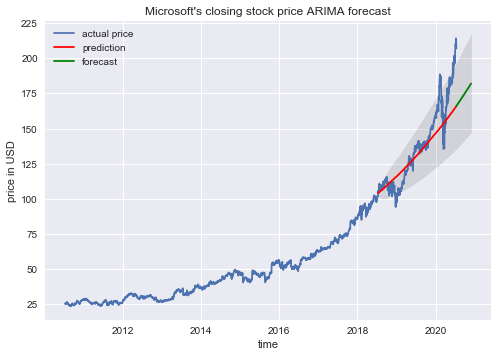 Microsoft's closing stock price ARIMA forecast
225
200
175
150
125
100
75
50
25
price in USD
actual price
prediction
forecast
2012
2014
2016
2018
2020
time